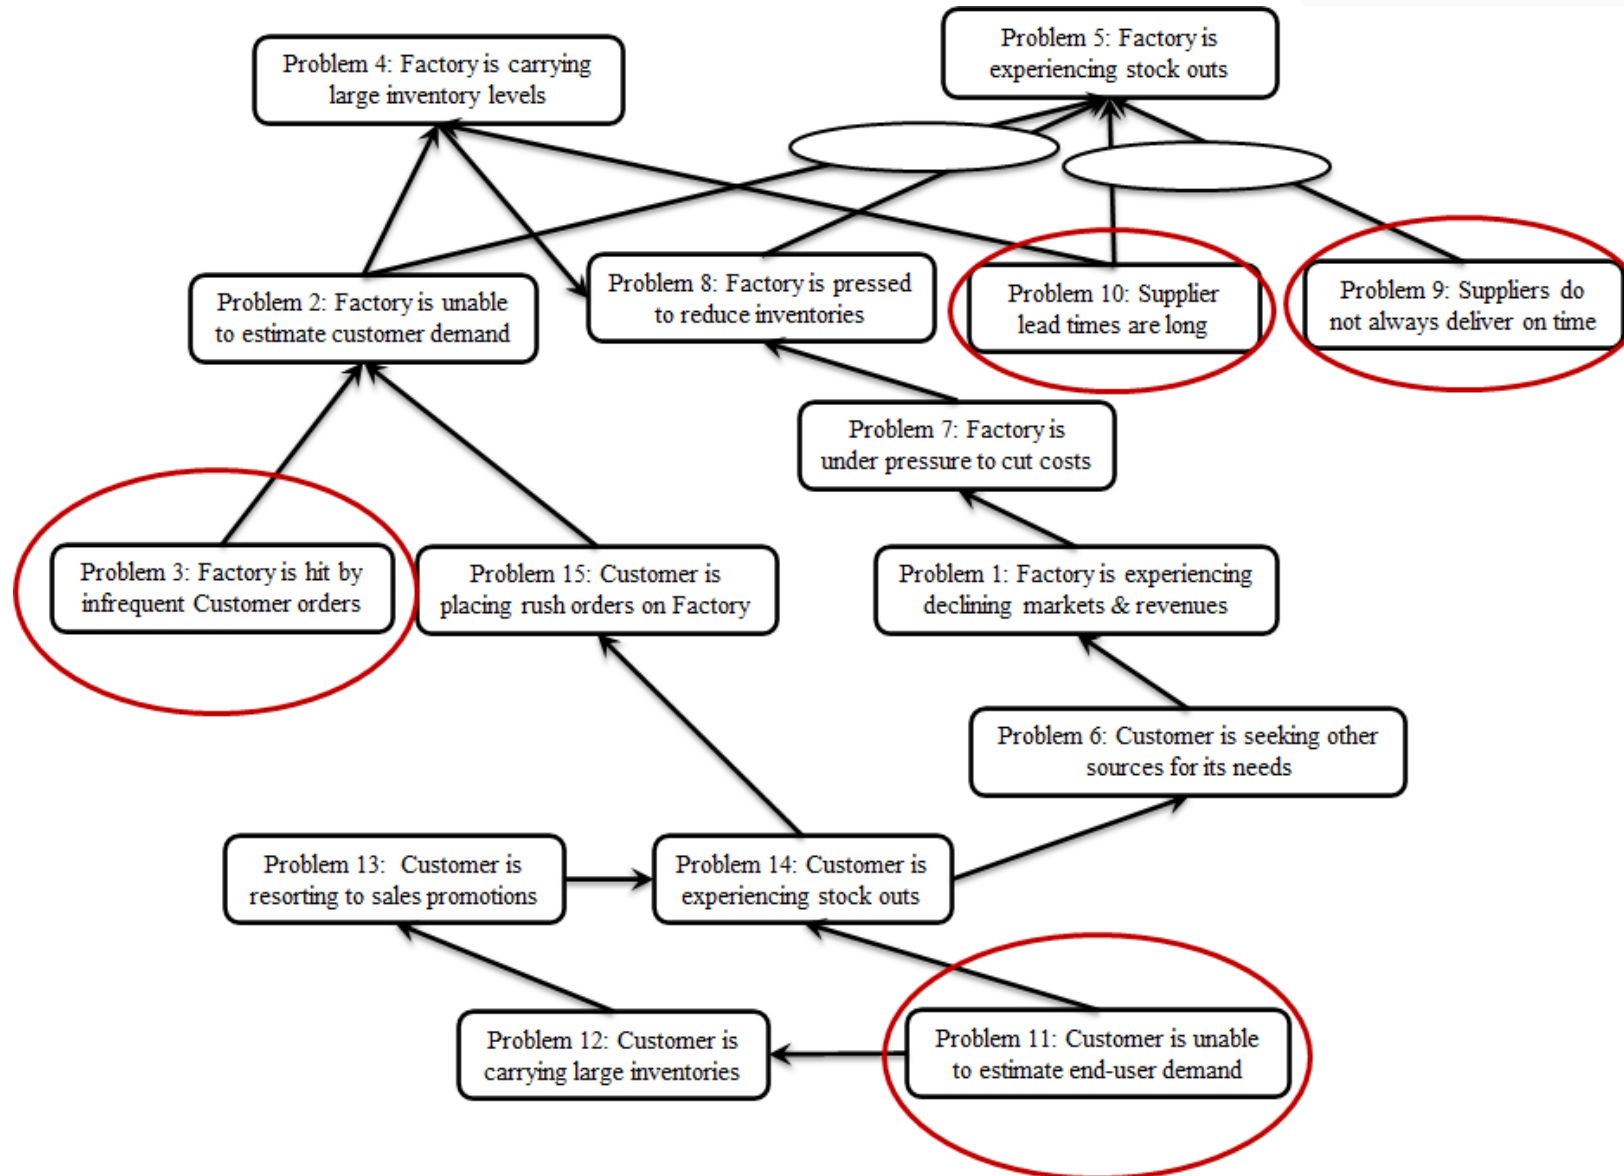 Problem 4: Factory is carrying
large inventory levels
Problem 5: Factory is
experiencing stock outs
Problem 2: Factory is unable
to estimate customer demand
Problem 8: Factory is pressed
to reduce inventories
Problem 10: Supplier
lead times are long
Problem 9: Suppliers do
not always deliver on time
Problem 7: Factory is
under pressure to cut costs
Problem 3: Factory is hit by
infrequent Customer orders
Problem 15: Customer is
placing rush orders on Factory
Problem 1: Factory is experiencing
declining markets & revenues
Problem 6: Customer is seeking other
sources for its needs
Problem 13: Customer is
resorting to sales promotions
Problem 14: Customer is
experiencing stock outs
Problem 12: Customer is
carrying large inventories
Problem 11: Customer is unable
to estimate end-user demand